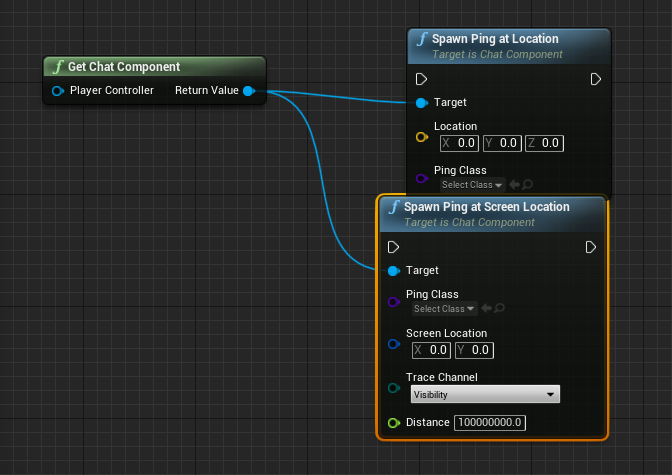 Get Chat Component
Player Controller Return Value
Spawn Ping at Location
Target is Chat Component
Target
Location
X 0.0 Y 0.0 Z 0.0
Ping Class
Select Class
Spawn Ping at Screen Location
Target is Chat Component
Target
Ping Class
Select Class
Screen Location
X 0.0 Y 0.0
Trace Channel
Visibility
Distance 100000000.0